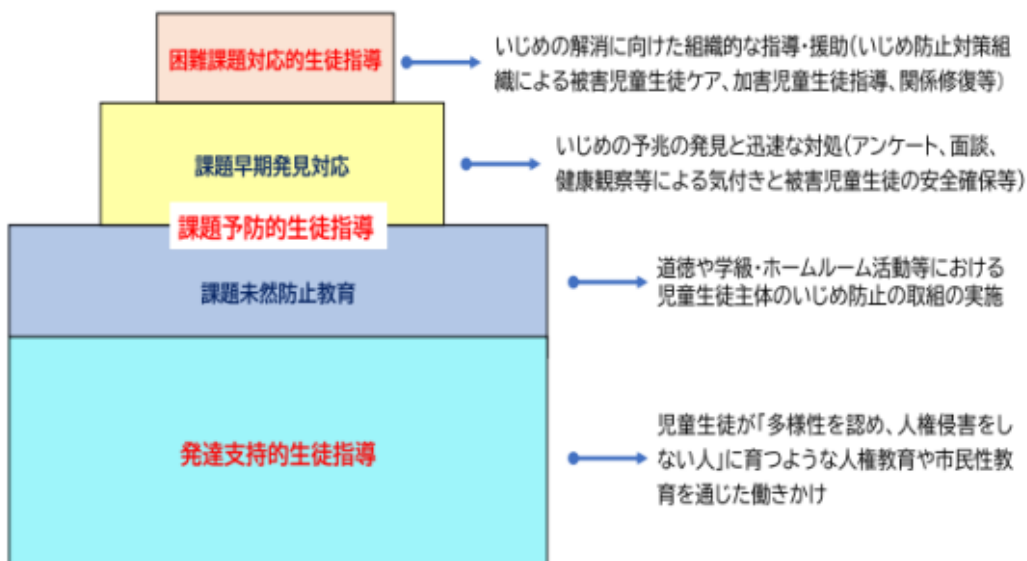 困難課題対応的生徒指導
いじめの解消に向けた組織的な指導・援助(いじめ防止対策組
織による被害児童生徒ケア、加害児童生徒指導、関係修復等)
課題早期発見対応
いじめの予兆の発見と迅速な対処(アンケート、面談、
健康観察等による気付きと被害児童生徒の安全確保等)
課題予防的生徒指導
課題未然防止教育
道徳や学級・ホームルーム活動等における
児童生徒主体のいじめ防止の取組の実施
発達支持的生徒指導
児童生徒が「多様性を認め、人権侵害をし
ない人」に育つような人権教育や市民性教
育を通じた働きかけ